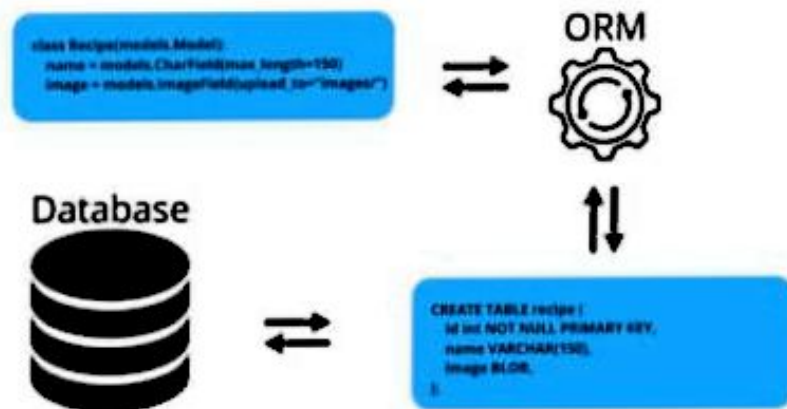 class Recipe(models.Model):
name = models.CharField(max_length=150)
image = models.ImageField(upload_to="images/")
ORM
Database
CREATE TABLE recipe (
id int NOT NULL PRIMARY KEY,
name VARCHAR(150),
image BLOB,
);